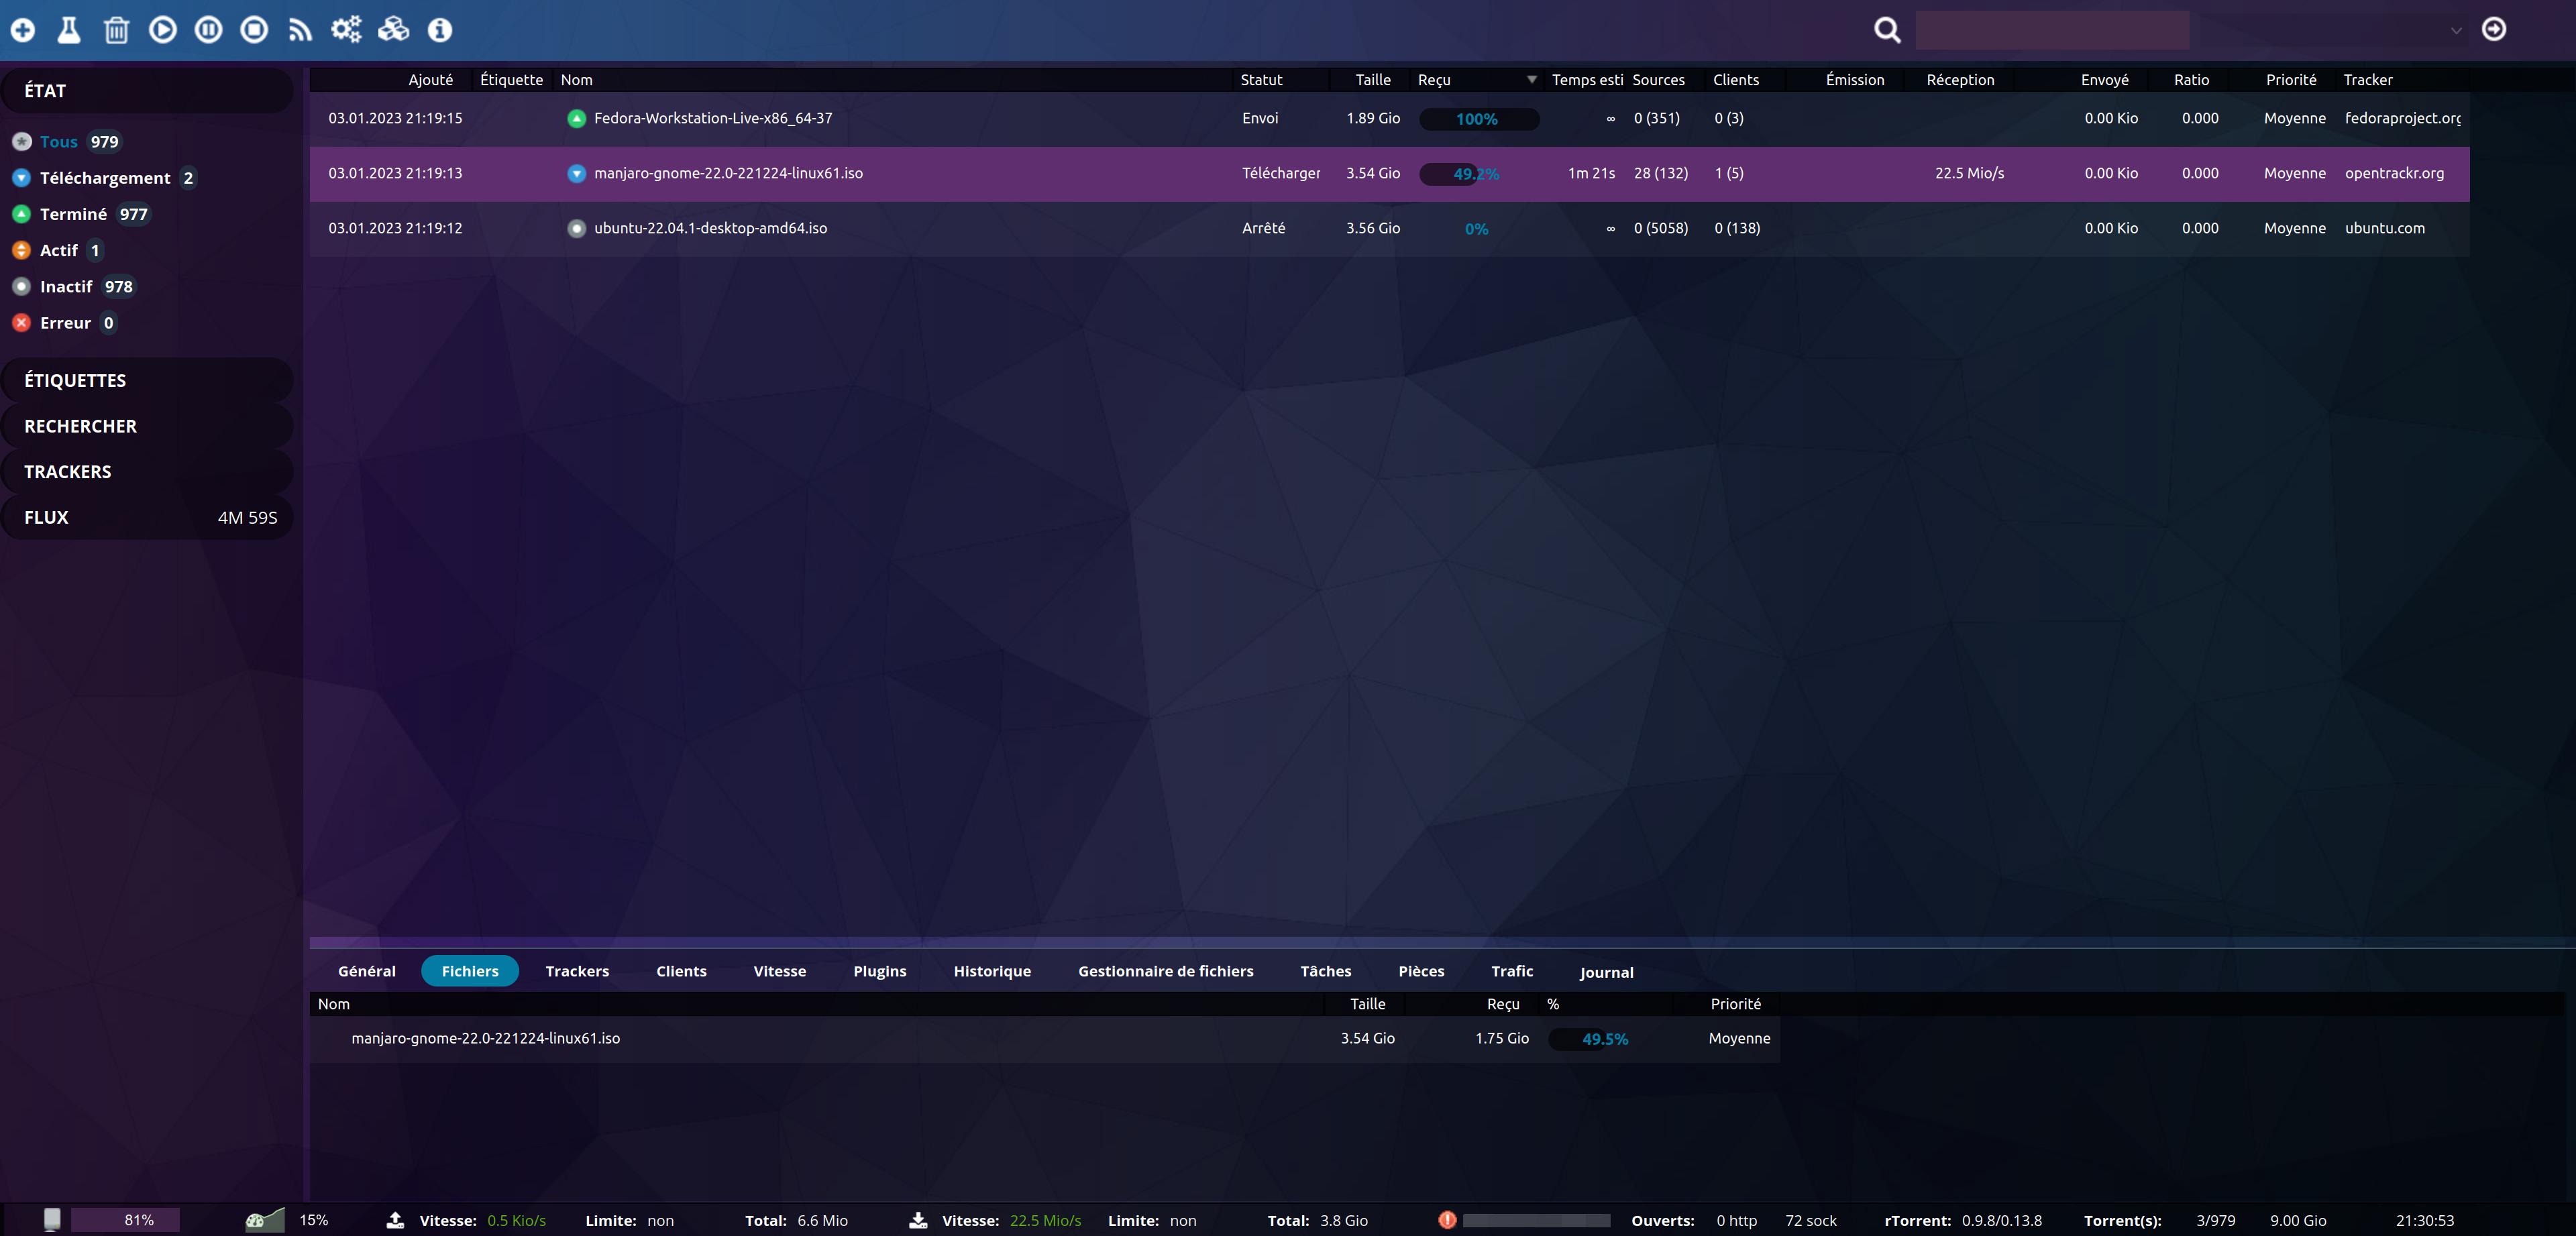 ÉTAT
Tous 979
Téléchargement 2
Terminé 977
Actif 1
Inactif 978
Erreur 0
ÉTIQUETTES
RECHERCHER
TRACKERS
FLUX 4M 59S
Ajouté Étiquette Nom Statut Taille Reçu Temps esti Sources Clients Émission Réception Envoyé Ratio Priorité Tracker
03.01.2023 21:19:15 Fedora-Workstation-Live-x86_64-37 Envoi 1.89 Gio 100% ∞ 0 (351) 0 (3) 0.00 Kio 0.000 Moyenne fedoraproject.org
03.01.2023 21:19:13 manjaro-gnome-22.0-221224-linux61.iso Télécharger 3.54 Gio 49.2% 1m 21s 28 (132) 1 (5) 22.5 Mio/s 0.00 Kio 0.000 Moyenne opentrackr.org
03.01.2023 21:19:12 ubuntu-22.04.1-desktop-amd64.iso Arrêté 3.56 Gio 0% ∞ 0 (5058) 0 (138) 0.00 Kio 0.000 Moyenne ubuntu.com
Général Fichiers Trackers Clients Vitesse Plugins Historique Gestionnaire de fichiers Tâches Pièces Trafic Journal
Nom Taille Reçu % Priorité
manjaro-gnome-22.0-221224-linux61.iso 3.54 Gio 1.75 Gio 49.5% Moyenne
81% 15% Vitesse: 0.5 Kio/s Limite: non Total: 6.6 Mio Vitesse: 22.5 Mio/s Limite: non Total: 3.8 Gio Ouverts: 0 http 72 sock rTorrent: 0.9.8/0.13.8 Torrent(s): 3/979 9.00 Gio 21:30:53